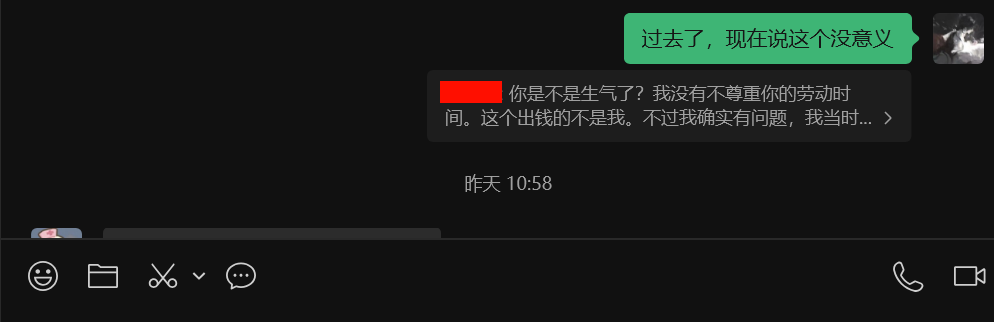 过去了，现在说这个没意义
你是不是生气了？我没有不尊重你的劳动时
间。这个出钱的不是我。不过我确实有问题，我当时...
昨天 10:58